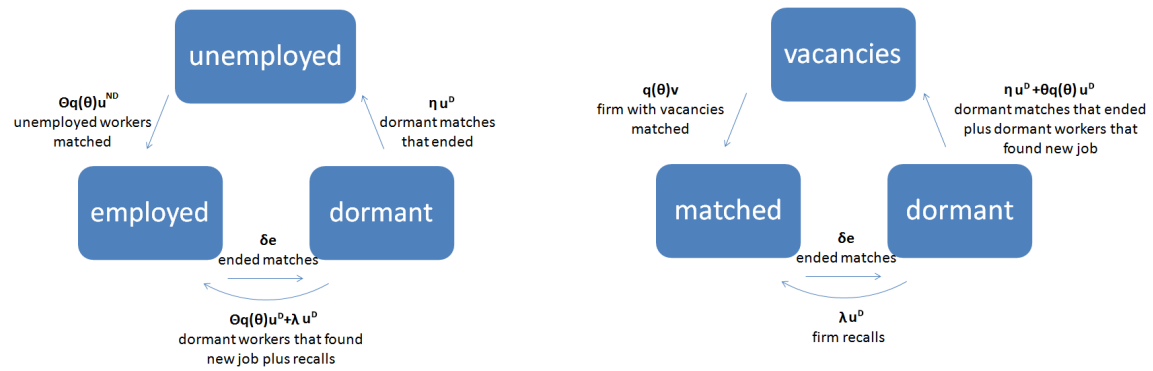 unemployed
Θq(θ)u^ND
unemployed workers
matched
η u^D
dormant matches
that ended
employed
dormant
δe
ended matches
Θq(θ)u^D+λ u^D
dormant workers that found
new job plus recalls
vacancies
q(θ)v
firm with vacancies
matched
η u^D +θq(θ) u^D
dormant matches that ended
plus dormant workers that
found new job
matched
dormant
δe
ended matches
λ u^D
firm recalls